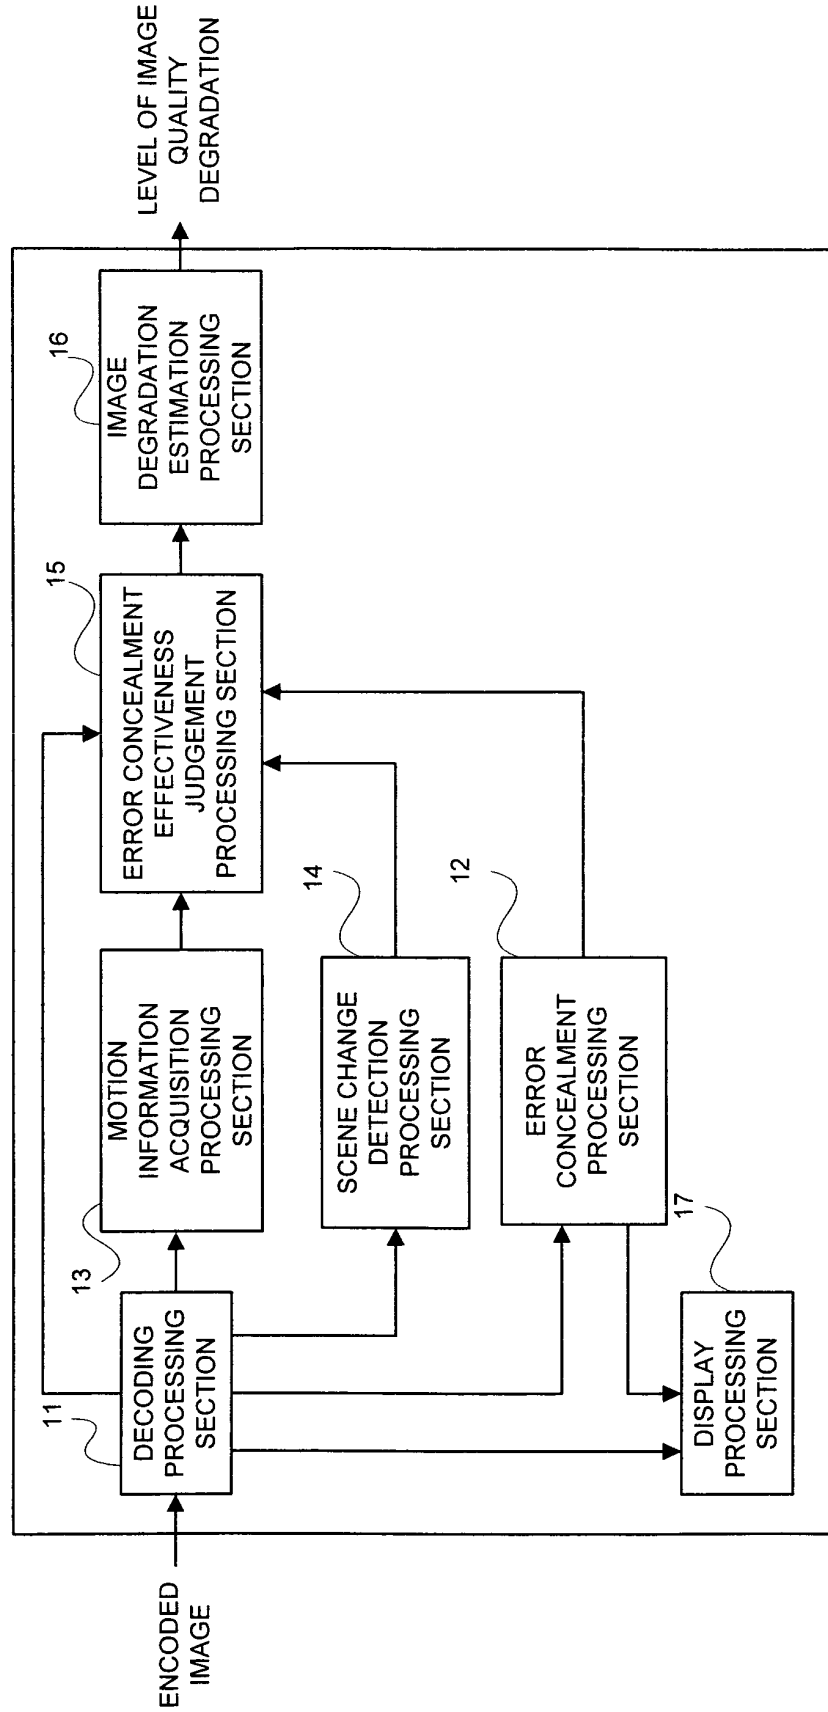 ENCODED
IMAGE
11
DECODING
PROCESSING
SECTION
13
MOTION
INFORMATION
ACQUISITION
PROCESSING
SECTION
15
ERROR CONCEALMENT
EFFECTIVENESS
JUDGEMENT
PROCESSING SECTION
16
IMAGE
DEGRADATION
ESTIMATION
PROCESSING
SECTION
LEVEL OF IMAGE
QUALITY
DEGRADATION
14
SCENE CHANGE
DETECTION
PROCESSING
SECTION
12
ERROR
CONCEALMENT
PROCESSING
SECTION
17
DISPLAY
PROCESSING
SECTION